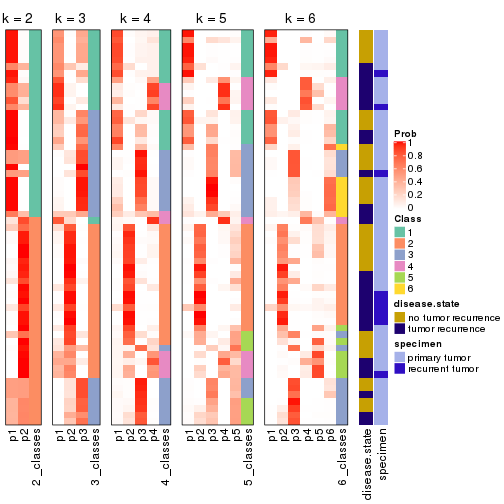 k = 2 k = 3 k = 4 k = 5 k = 6
Prob
1
0.8
0.6
0.4
0.2
0
Class
1
2
3
4
5
6
disease.state
no tumor recurrence
tumor recurrence
specimen
primary tumor
recurrent tumor
p1 p2 2_classes p1 p2 p3 3_classes p1 p2 p3 p4 4_classes p1 p2 p3 p4 p5 5_classes p1 p2 p3 p4 p5 p6 6_classes disease.state specimen